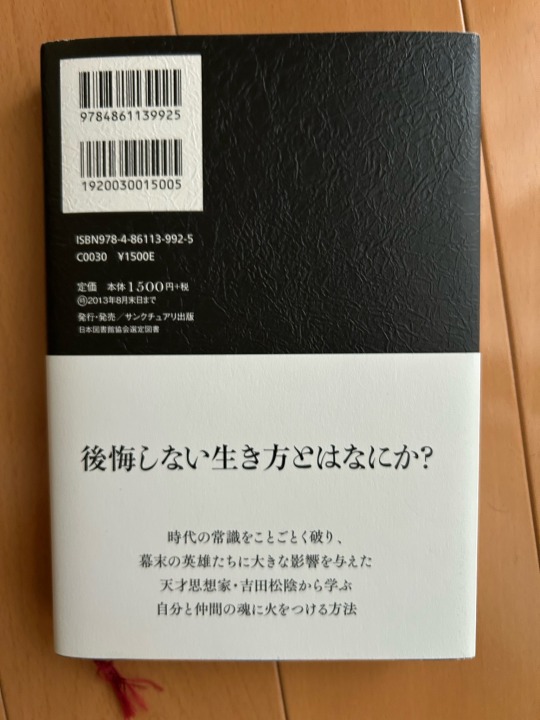 9784861139925
1920030015005
ISBN978-4-86113-992-5
C0030 ¥1500E
定価 本体1500円+税
㊕2013年8月末日まで
発行・発売/サンクチュアリ出版
日本図書館協会選定図書
後悔しない生き方とはなにか?
時代の常識をことごとく破り、
幕末の英雄たちに大きな影響を与えた
天才思想家・吉田松陰から学ぶ
自分と仲間の魂に火をつける方法